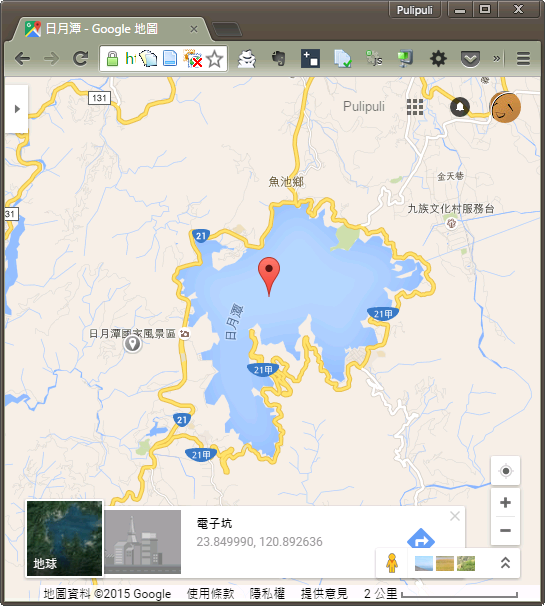 Pulipuli
日月潭 - Google 地圖
131
Pulipuli
魚池鄉
金天巷
九族文化村服務台
31
21
日月潭
21甲
日月潭國家風景區
21甲
21
21甲
電子坑
23.849990, 120.892636
地球
地圖資料 ©2015 Google 使用條款 隱私權 提供意見 2 公里